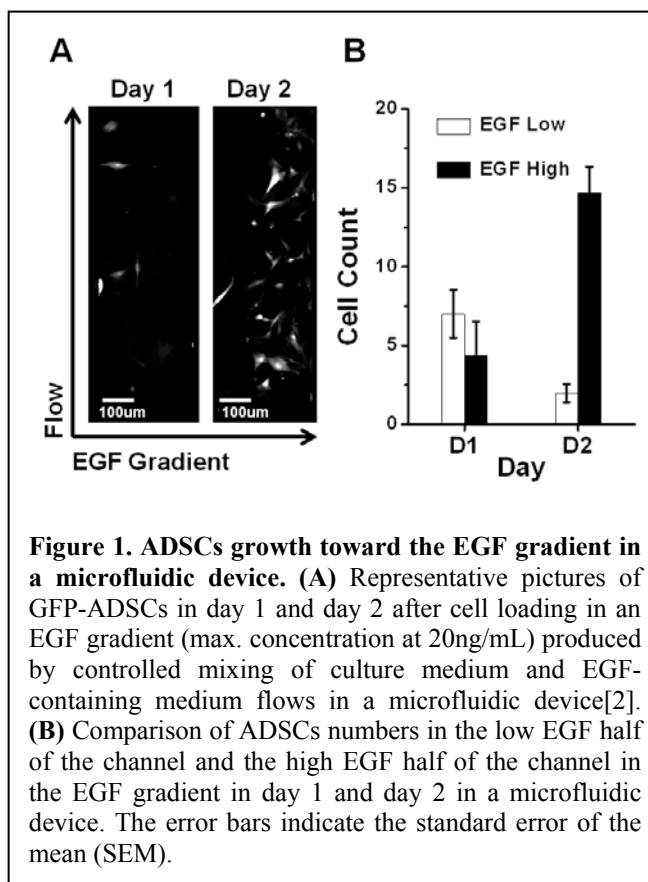 A
B
Day 1
Day 2
Flow
100um
100um
EGF Gradient
20
15
10
5
0
Cell Count
EGF Low
EGF High
D1
D2
Day
Figure 1. ADSCs growth toward the EGF gradient in
a microfluidic device. (A) Representative pictures of
GFP-ADSCs in day 1 and day 2 after cell loading in an
EGF gradient (max. concentration at 20ng/mL) produced
by controlled mixing of culture medium and EGF-
containing medium flows in a microfluidic device[2].
(B) Comparison of ADSCs numbers in the low EGF half
of the channel and the high EGF half of the channel in
the EGF gradient in day 1 and day 2 in a microfluidic
device. The error bars indicate the standard error of the
mean (SEM).